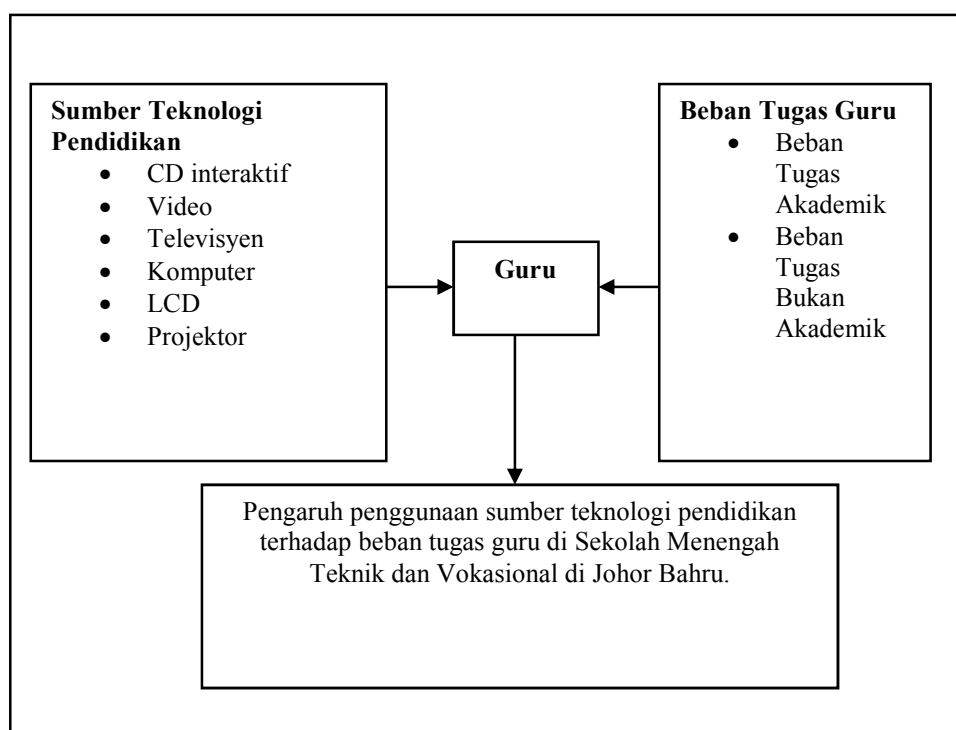 Sumber Teknologi
Pendidikan
• CD interaktif
• Video
• Televisyen
• Komputer
• LCD
• Projektor
Guru
Beban Tugas Guru
• Beban
Tugas
Akademik
• Beban
Tugas
Bukan
Akademik
Pengaruh penggunaan sumber teknologi pendidikan
terhadap beban tugas guru di Sekolah Menengah
Teknik dan Vokasional di Johor Bahru.